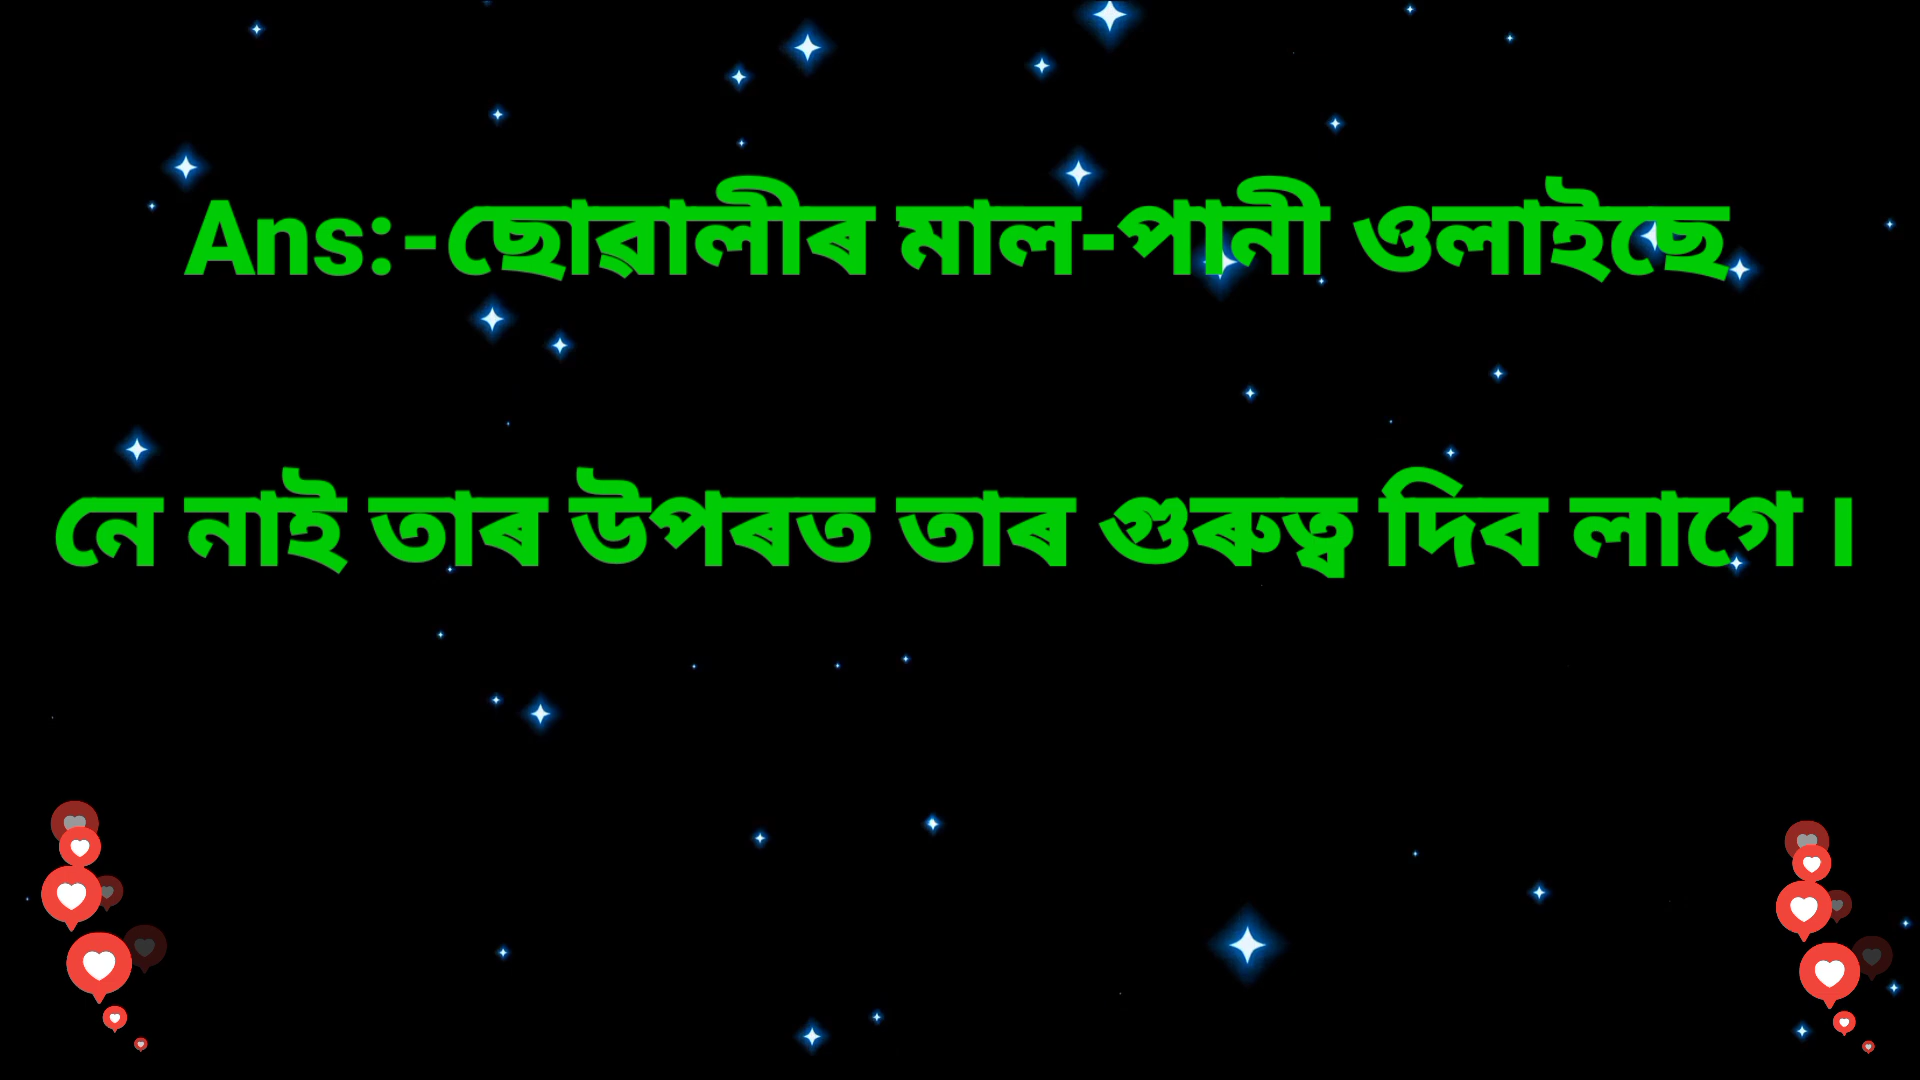 Ans:-ছোৱালীৰ মাল-পানী ওলাইছে
নে নাই তাৰ উপৰত তাৰ গুৰুত্ব দিব লাগে ।